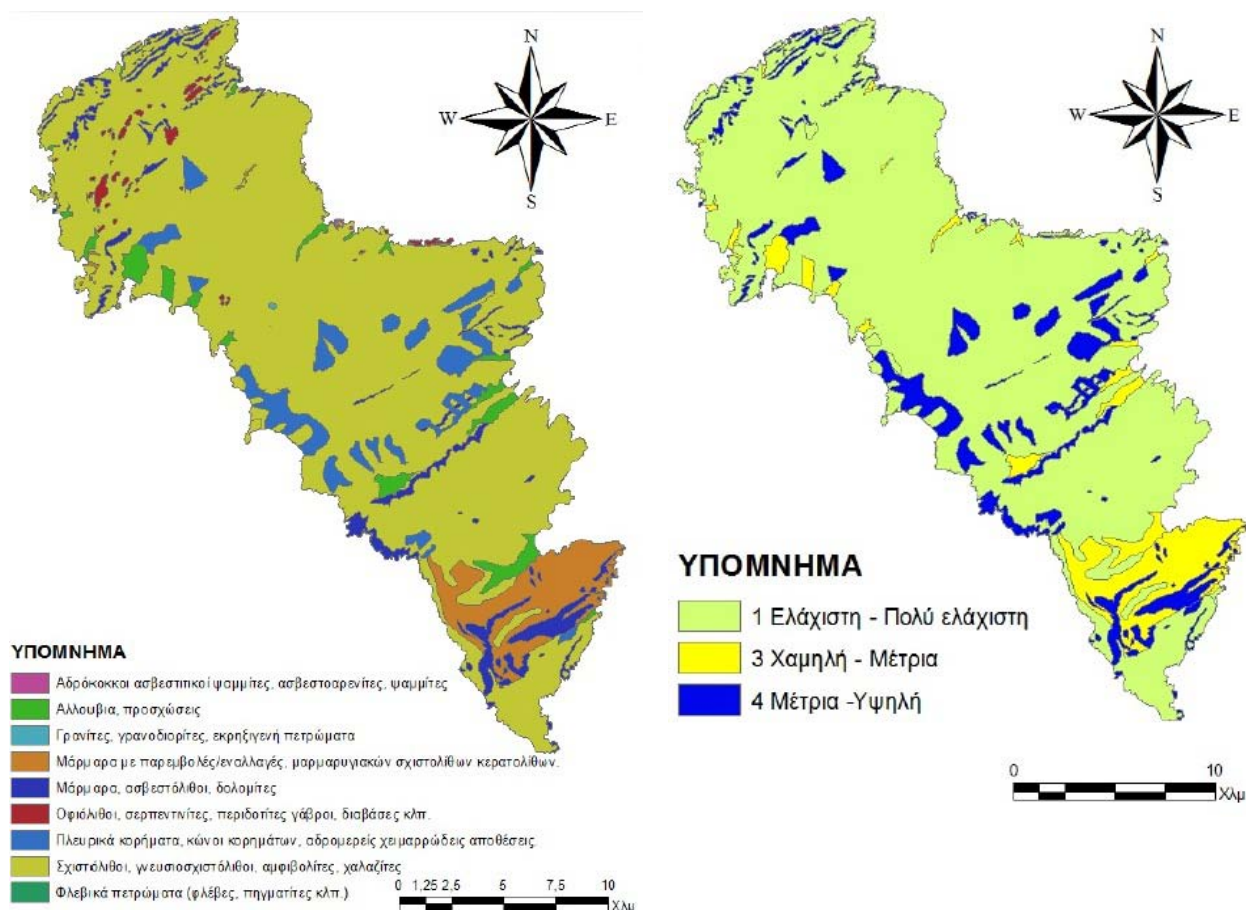 N
W E
S
ΥΠΟΜΝΗΜΑ
Αδρόκοκκοι ασβεστιτικοί ψαμμίτες, ασβεστοαρενίτες, ψαμμίτες
Αλλουβια, προσχώσεις
Γρανίτες, γρανοδιορίτες, εκρηξιγενή πετρώματα
Μάρμαρα με παρεμβολές/εναλλαγές, μαρμαρυγιακών σχιστολίθων κερατολίθων.
Μάρμαρα, ασβεστόλιθοι, δολομίτες
Οφιόλιθοι, σερπεντινίτες, περιδοτίτες γάβροι, διαβάσες κλπ.
Πλευρικά κορήματα, κώνοι κορημάτων, αδρομερείς χειμαρρώδεις αποθέσεις.
Σχιστόλιθοι, γνευσιοσχιστόλιθοι, αμφιβολίτες, χαλαζίτες
Φλεβικά πετρώματα (φλέβες, πηγματίτες κλπ.)
0 1,25 2,5 5 7,5 10
Χλμ
N
W E
S
ΥΠΟΜΝΗΜΑ
1 Ελάχιστη - Πολύ ελάχιστη
3 Χαμηλή - Μέτρια
4 Μέτρια -Υψηλή
0 10
Χλμ